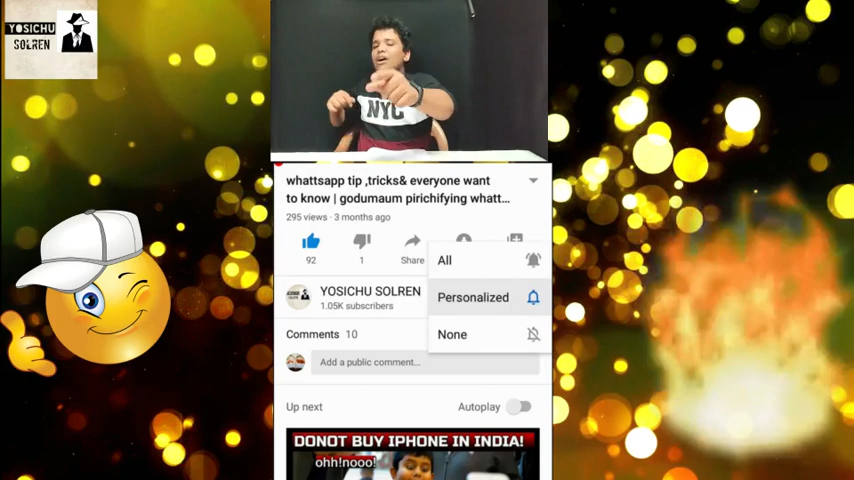 YOSICHU
SOLREN
NYC
whattsapp tip ,tricks& everyone want
to know | godumaum pirichifying whatt...
295 views · 3 months ago
92
1
Share
All
Personalized
None
YOSICHU SOLREN
1.05K subscribers
Comments 10
Add a public comment...
Up next
Autoplay
DONOT BUY IPHONE IN INDIA!
ohh!nooo!